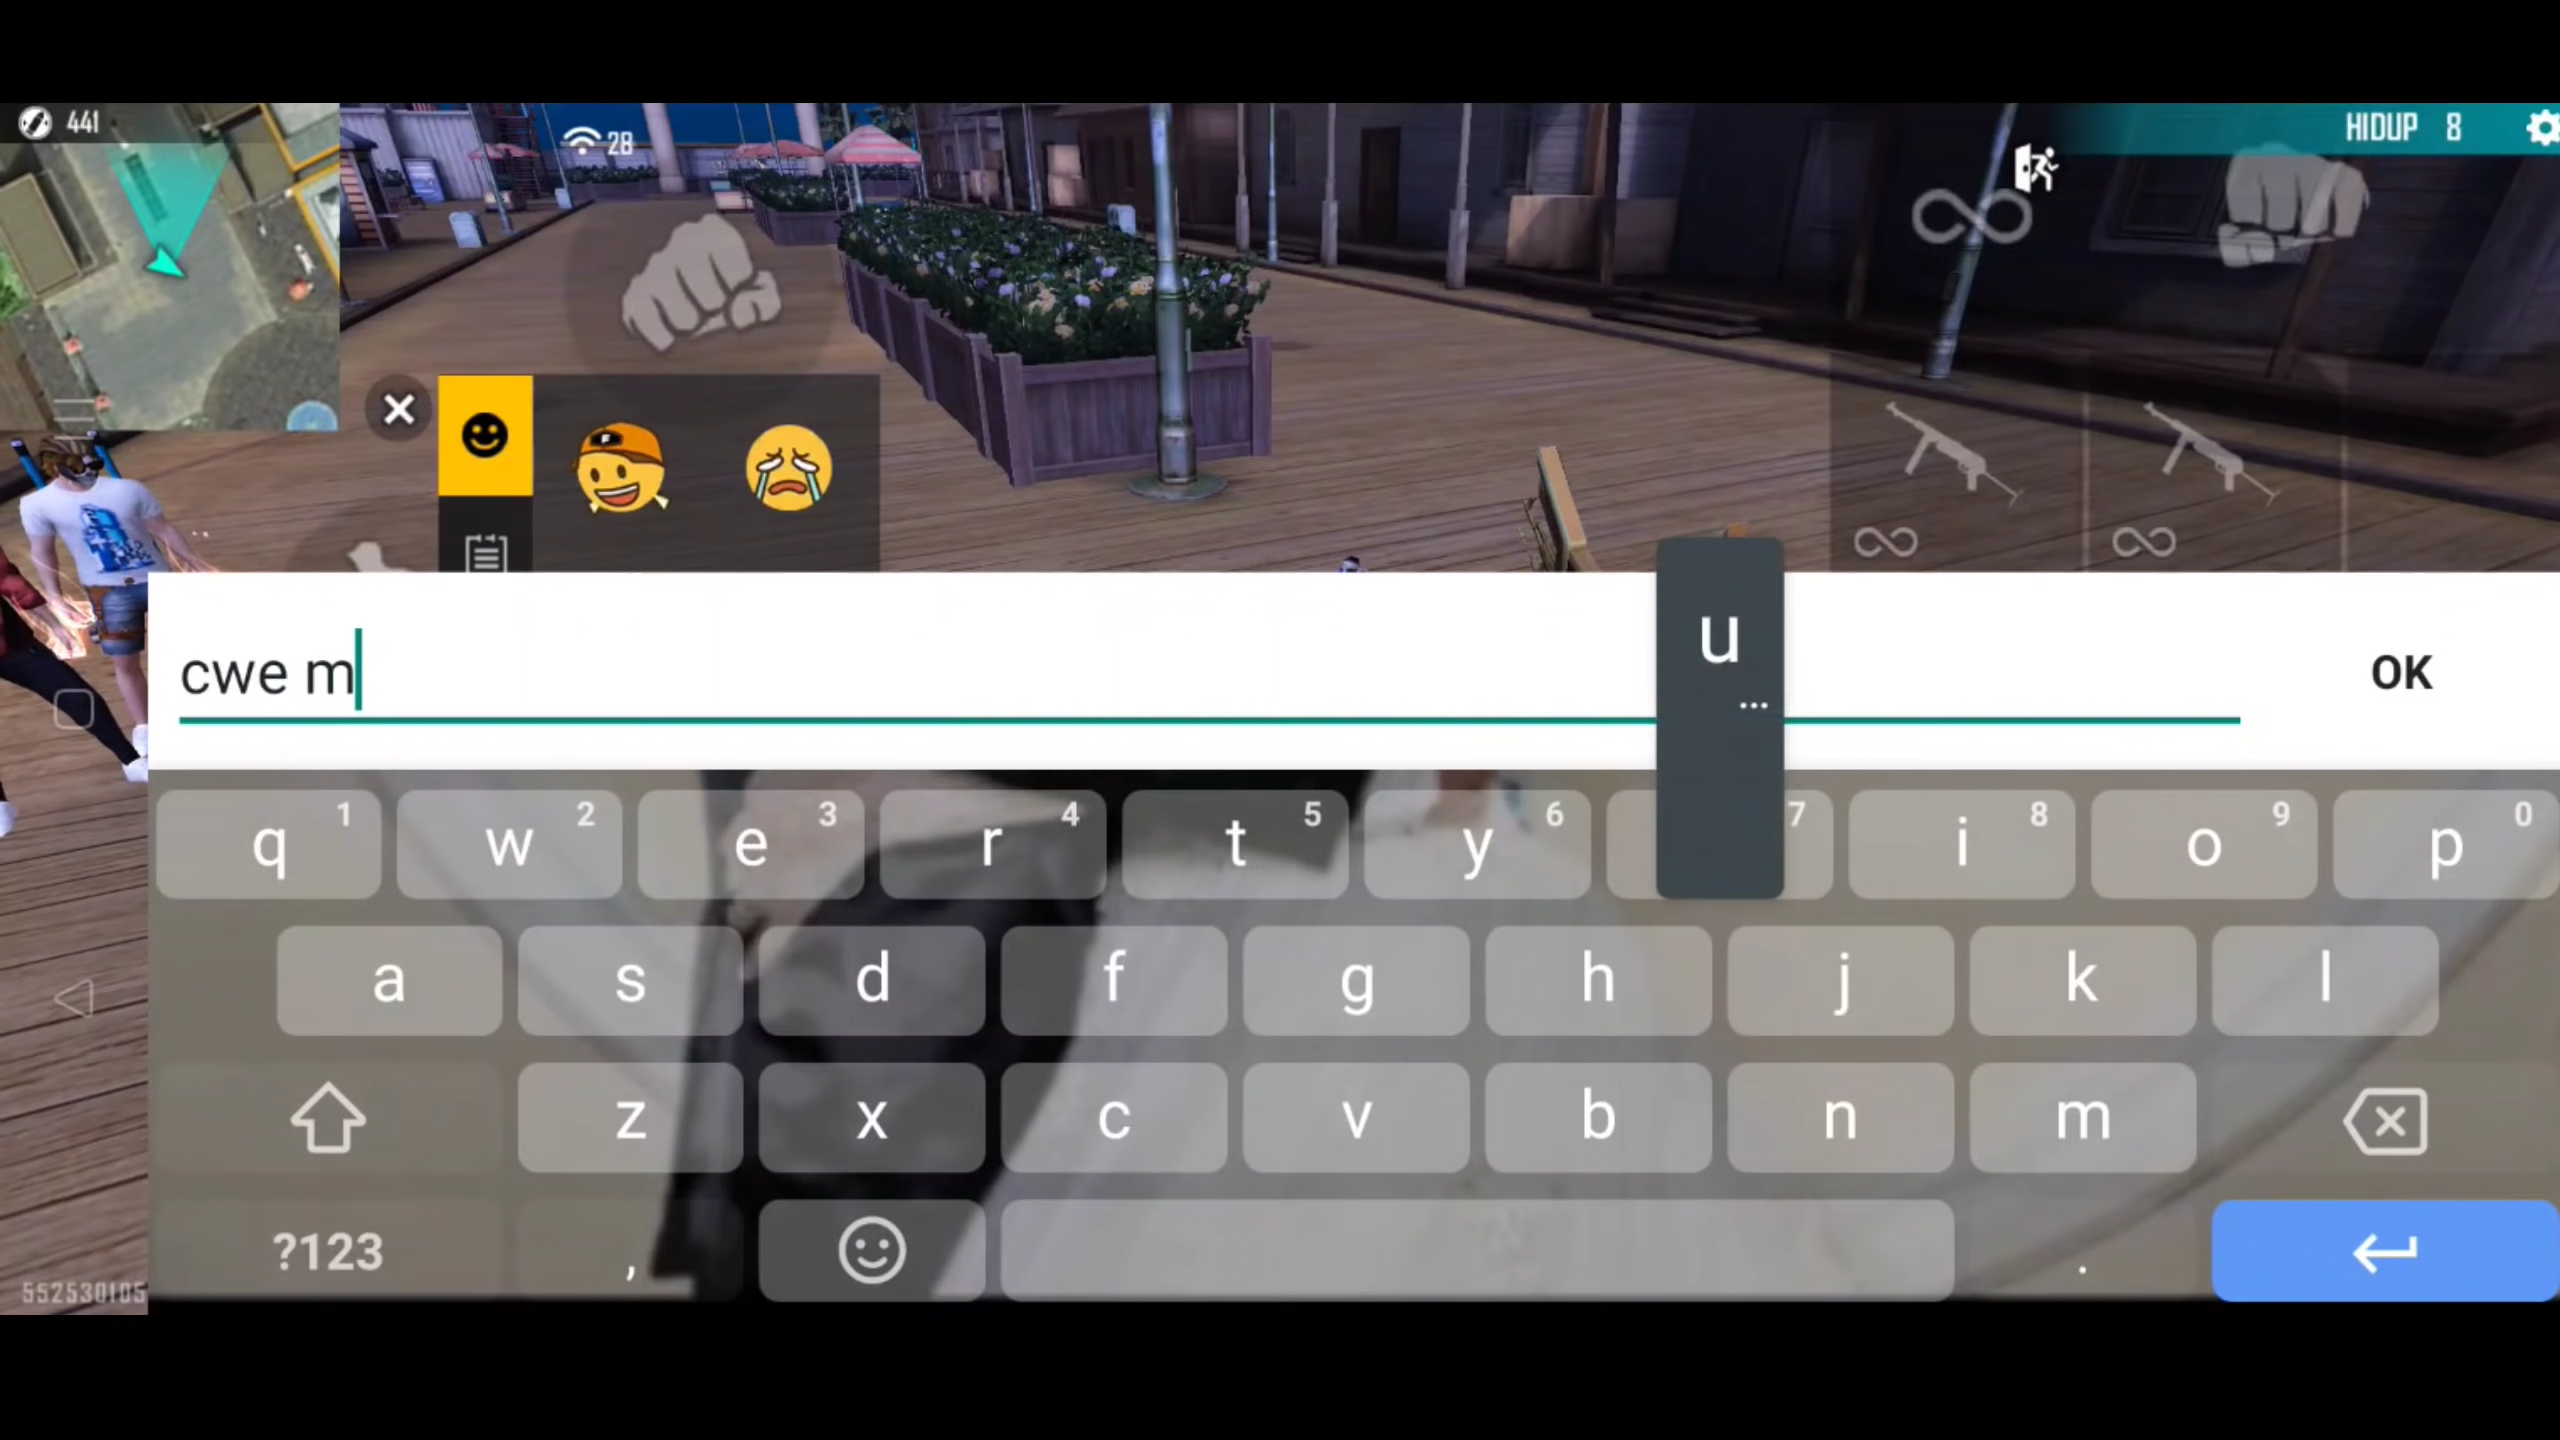 441
28
HIDUP 8
F
cwe m
u
...
OK
q 1 w 2 e 3 r 4 t 5 y 6 7 i 8 o 9 p 0
a s d f g h j k l
z x c v b n m
?123 , .
552530105